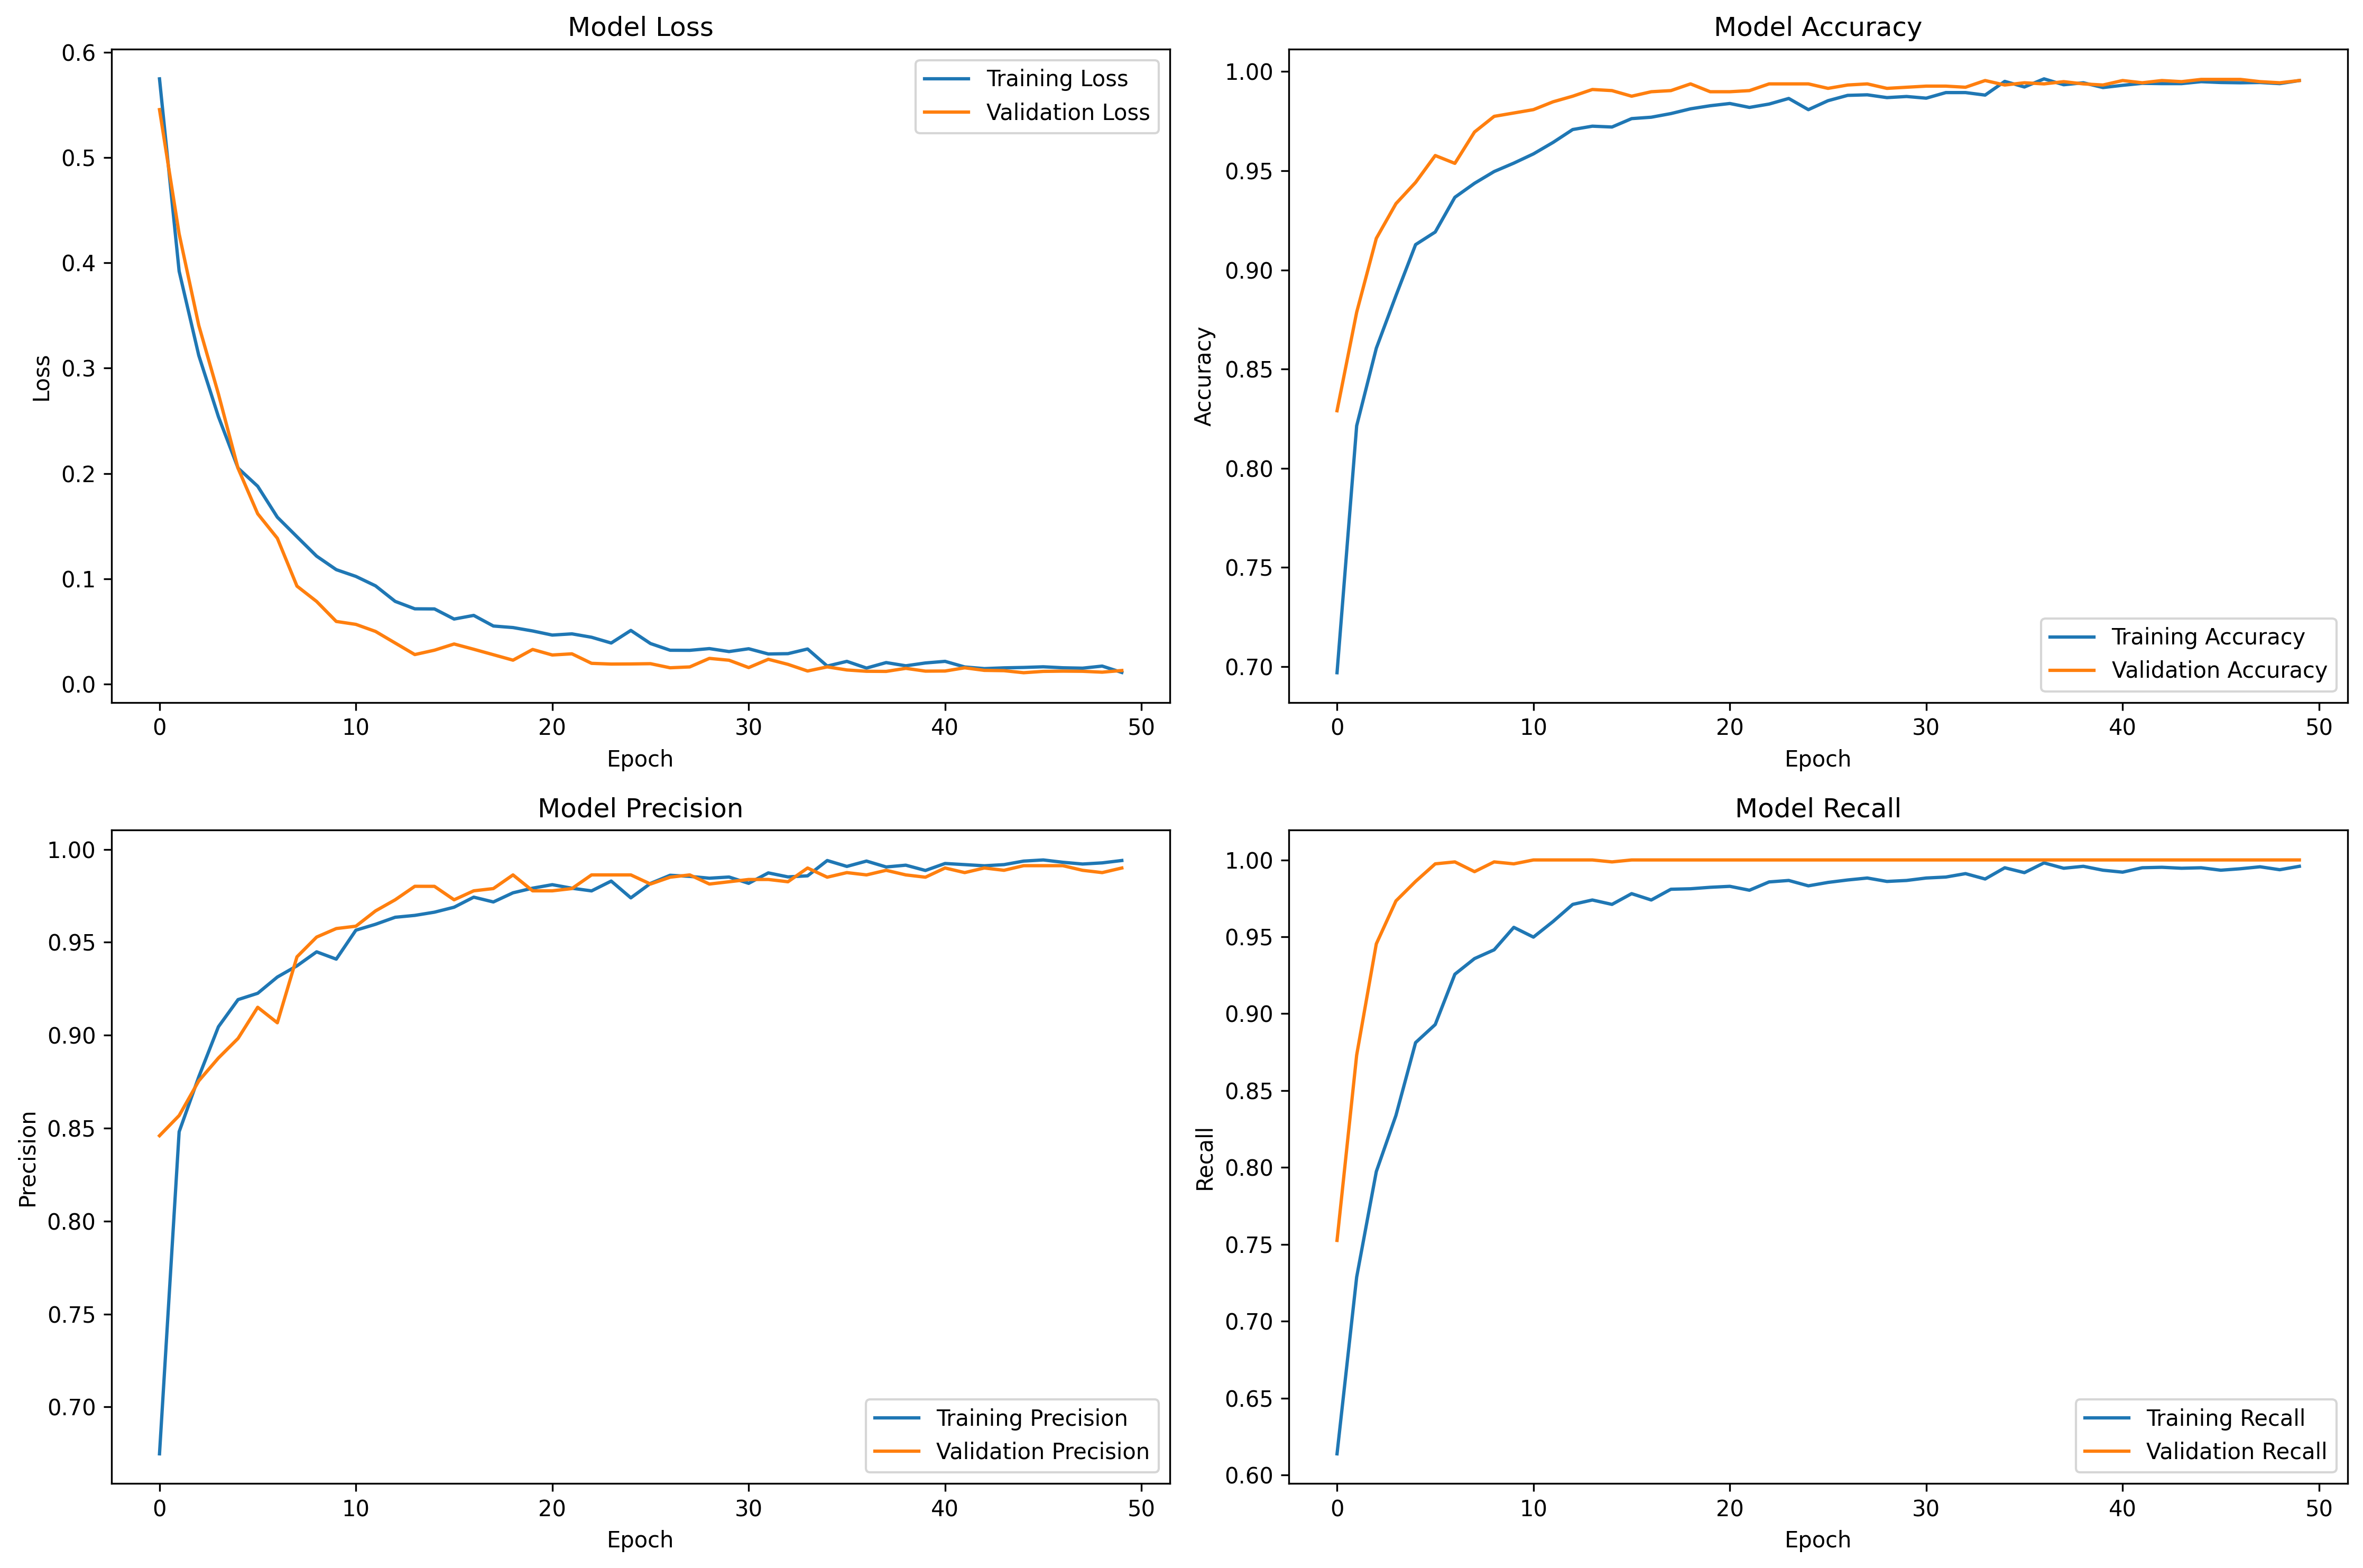 Model Loss
0.6
0.5
0.4
0.3
0.2
0.1
0.0
Loss
Training Loss
Validation Loss
0 10 20 30 40 50
Epoch
Model Accuracy
1.00
0.95
0.90
0.85
0.80
0.75
0.70
Accuracy
Training Accuracy
Validation Accuracy
0 10 20 30 40 50
Epoch
Model Precision
1.00
0.95
0.90
0.85
0.80
0.75
0.70
Precision
Training Precision
Validation Precision
0 10 20 30 40 50
Epoch
Model Recall
1.00
0.95
0.90
0.85
0.80
0.75
0.70
0.65
0.60
Recall
Training Recall
Validation Recall
0 10 20 30 40 50
Epoch